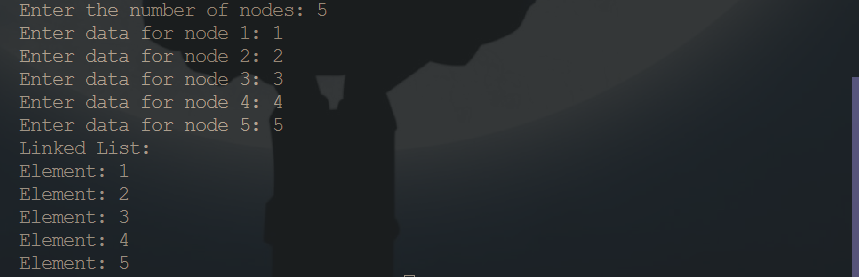 Enter the number of nodes: 5
Enter data for node 1: 1
Enter data for node 2: 2
Enter data for node 3: 3
Enter data for node 4: 4
Enter data for node 5: 5
Linked List:
Element: 1
Element: 2
Element: 3
Element: 4
Element: 5